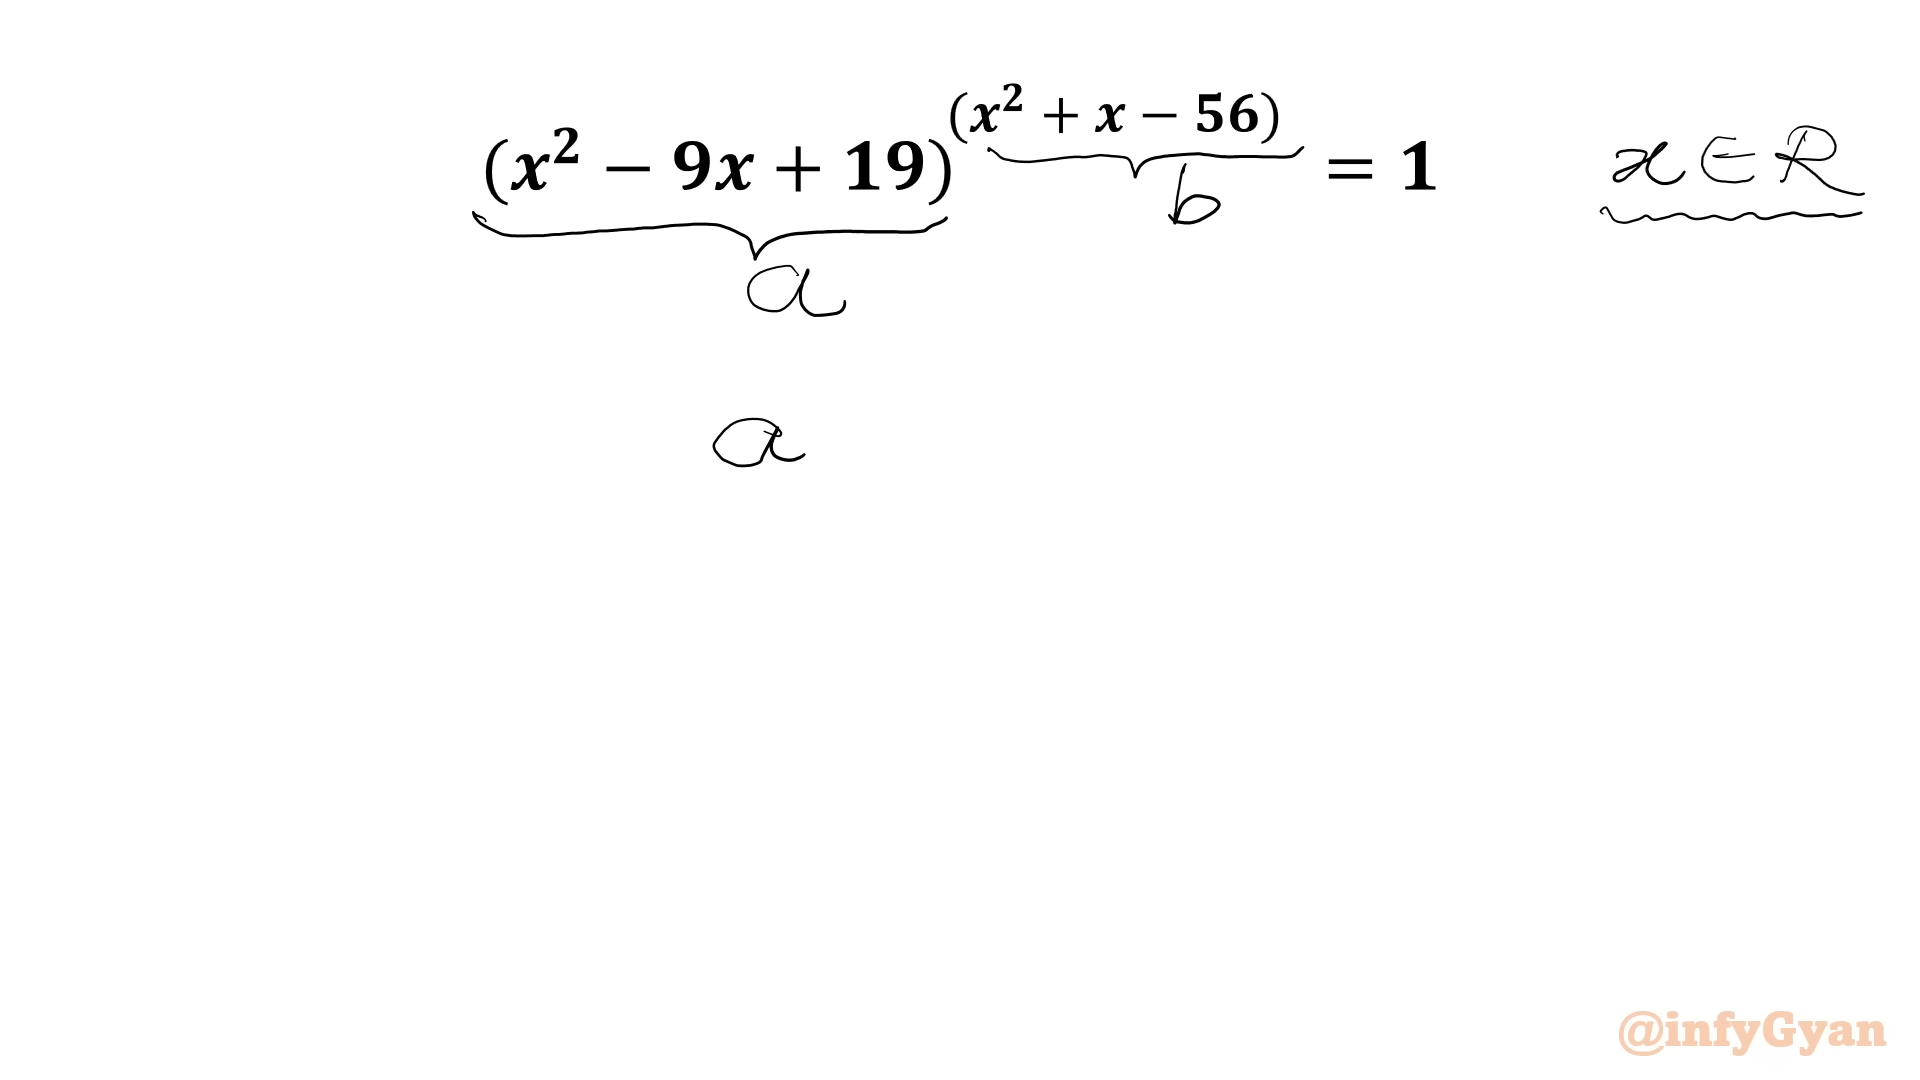 (x² − 9x + 19)^(x² + x − 56) = 1 x ∈ R
b
a
a
@infyGyan